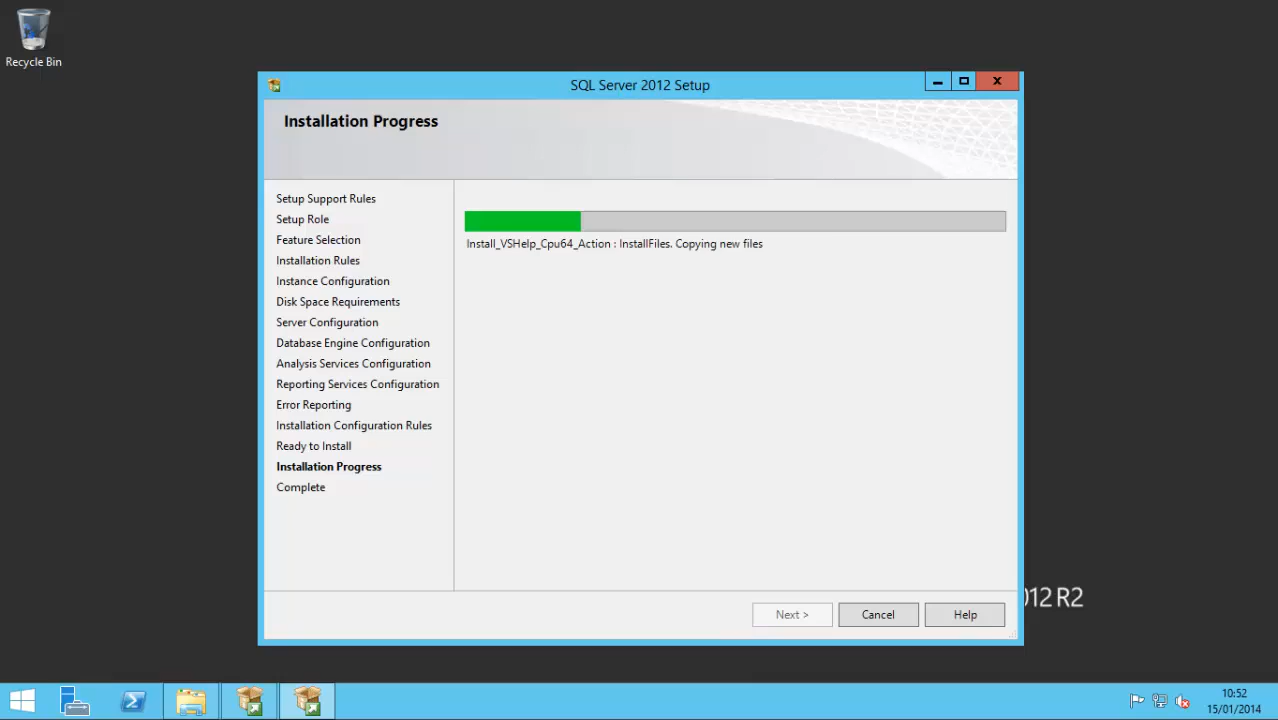 Recycle Bin
SQL Server 2012 Setup
Installation Progress
Setup Support Rules
Setup Role
Feature Selection
Installation Rules
Instance Configuration
Disk Space Requirements
Server Configuration
Database Engine Configuration
Analysis Services Configuration
Reporting Services Configuration
Error Reporting
Installation Configuration Rules
Ready to Install
Installation Progress
Complete
Install_VSHelp_Cpu64_Action : InstallFiles. Copying new files
Next >
Cancel
Help
012 R2
10:52
15/01/2014